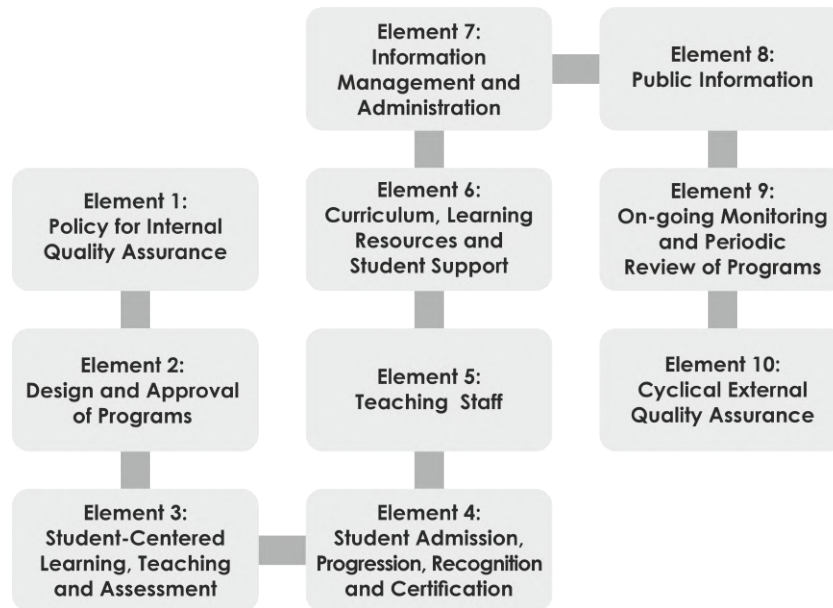 Element 1:
Policy for Internal
Quality Assurance
Element 2:
Design and Approval
of Programs
Element 3:
Student-Centered
Learning, Teaching
and Assessment
Element 4:
Student Admission,
Progression, Recognition
and Certification
Element 5:
Teaching Staff
Element 6:
Curriculum, Learning
Resources and
Student Support
Element 7:
Information
Management and
Administration
Element 8:
Public Information
Element 9:
On-going Monitoring
and Periodic
Review of Programs
Element 10:
Cyclical External
Quality Assurance